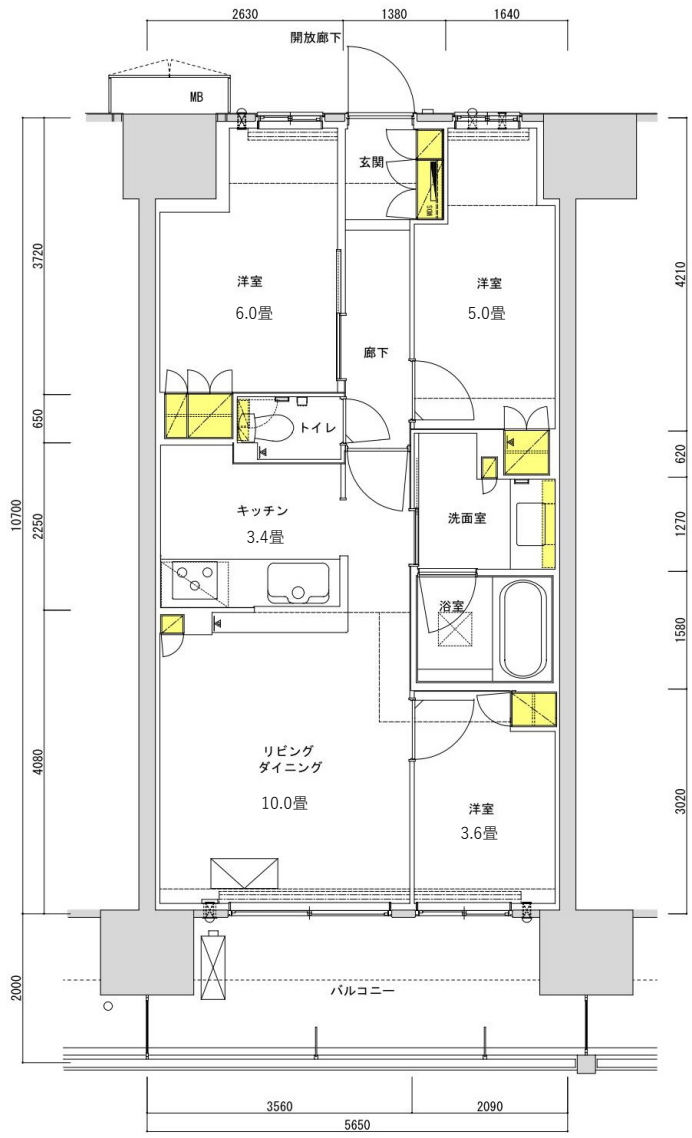 2630
1380
1640
開放廊下
MB
玄関
MDS
3720
4210
洋室
6.0畳
洋室
5.0畳
廊下
トイレ
650
620
10700
2250
キッチン
3.4畳
洗面室
1270
浴室
1580
4080
リビング
ダイニング
10.0畳
洋室
3.6畳
3020
2000
バルコニー
3560
2090
5650